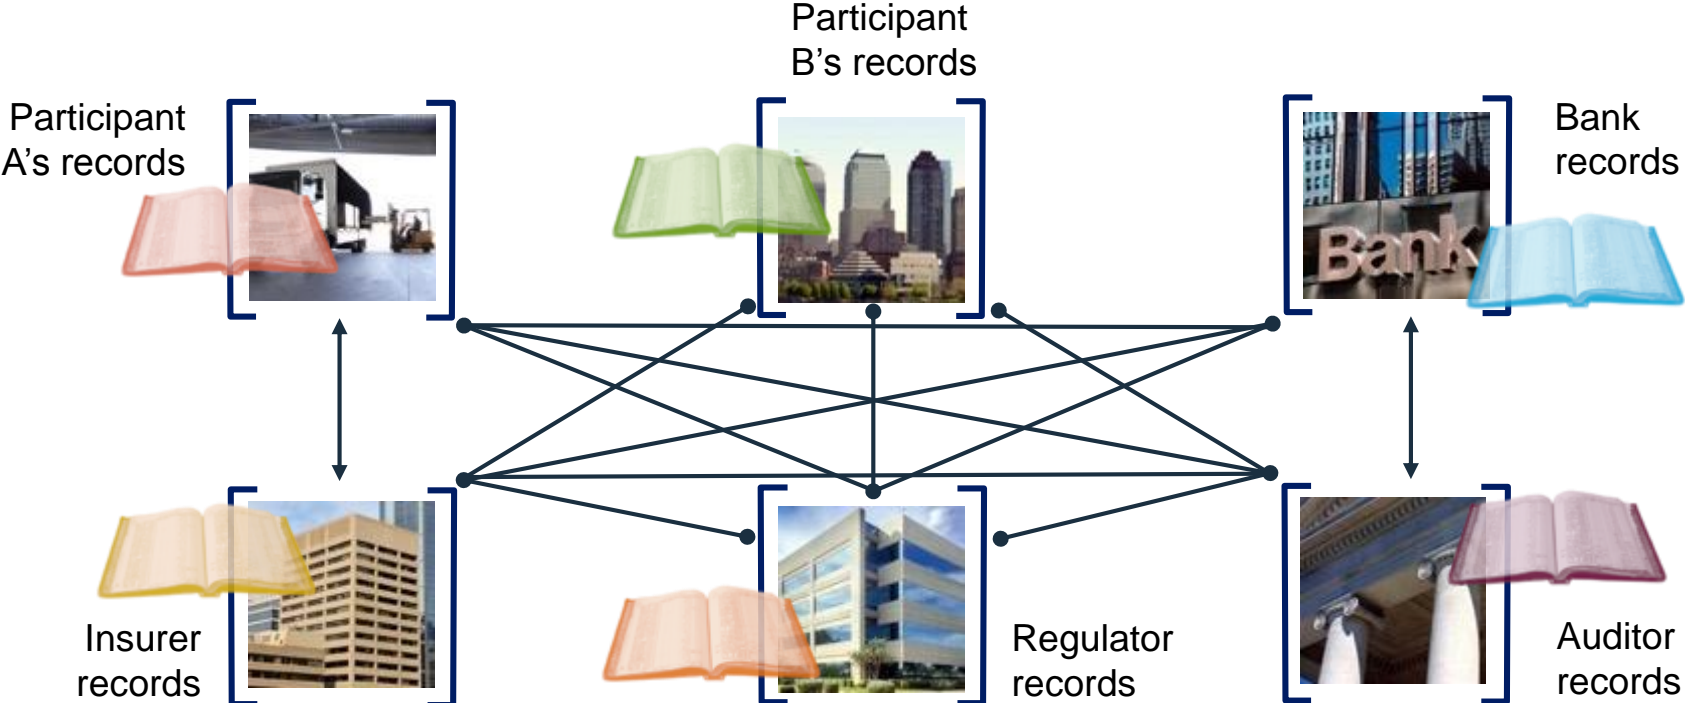 Participant
B’s records
Participant
A’s records
Bank
records
Bank
Insurer
records
Regulator
records
Auditor
records